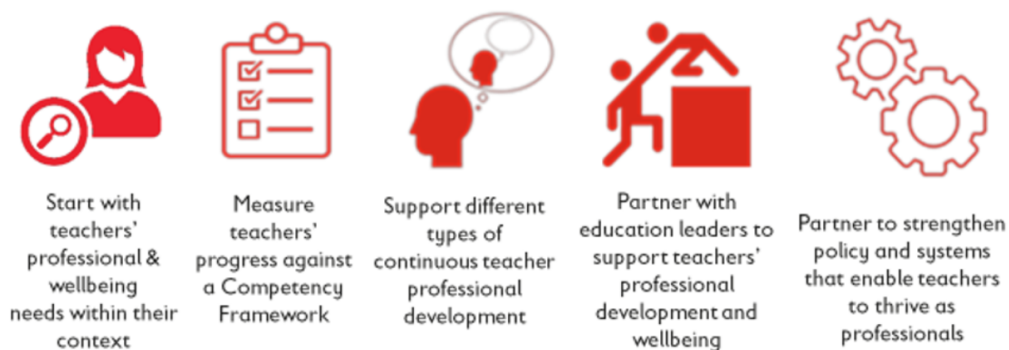 Start with
teachers'
professional &
wellbeing
needs within their
context
Measure
teachers'
progress against
a Competency
Framework
Support different
types of
continuous teacher
professional
development
Partner with
education leaders to
support teachers'
professional
development and
wellbeing
Partner to strengthen
policy and systems
that enable teachers
to thrive as
professionals